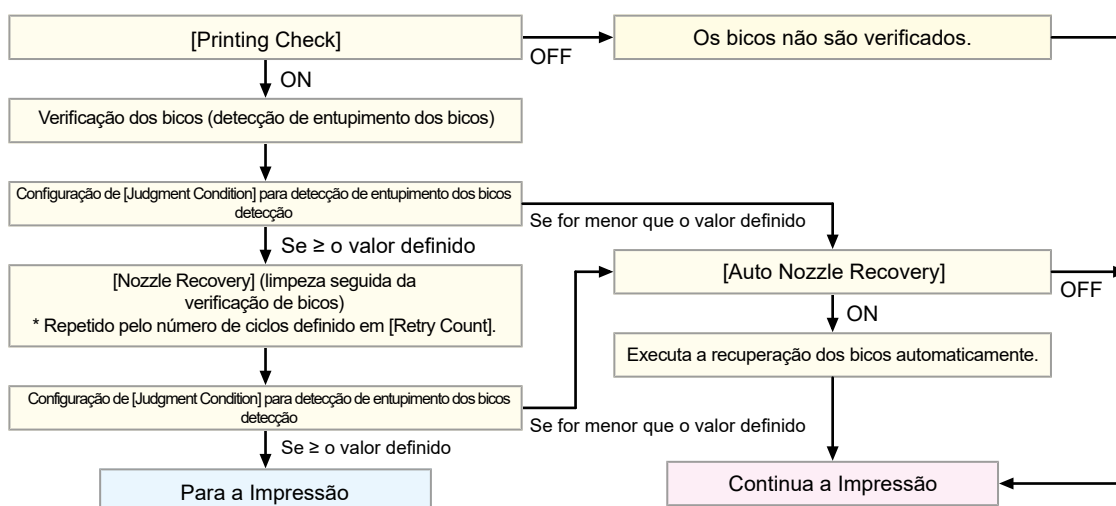 [Printing Check]
OFF
Os bicos não são verificados.
ON
Verificação dos bicos (detecção de entupimento dos bicos)
Configuração de [Judgment Condition] para detecção de entupimento dos bicos
detecção
Se for menor que o valor definido
Se ≥ o valor definido
[Nozzle Recovery] (limpeza seguida da
verificação de bicos)
* Repetido pelo número de ciclos definido em [Retry Count].
[Auto Nozzle Recovery]
OFF
ON
Executa a recuperação dos bicos automaticamente.
Configuração de [Judgment Condition] para detecção de entupimento dos bicos
detecção
Se for menor que o valor definido
Se ≥ o valor definido
Para a Impressão
Continua a Impressão